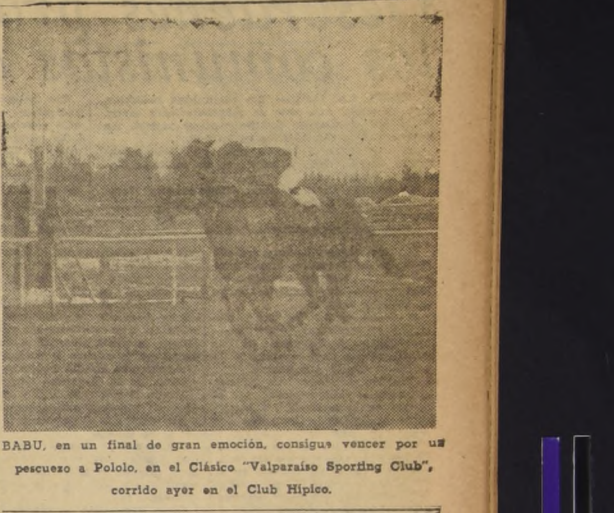 BABU, en un final de gran emoción, consigue vencer por un
pescuezo a Pololo, en el Clásico "Valparaíso Sporting Club",
corrido ayer en el Club Hípico.